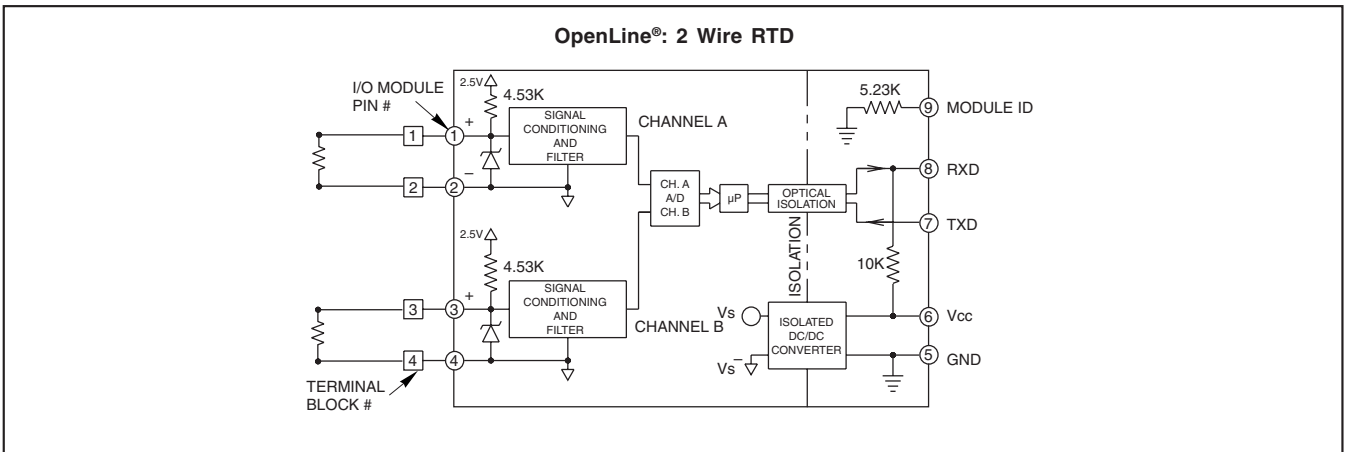 OpenLine®: 2 Wire RTD
I/O MODULE
PIN #
2.5V
4.53K
SIGNAL
CONDITIONING
AND
FILTER
CHANNEL A
+
1
1
–
2
2
2.5V
4.53K
SIGNAL
CONDITIONING
AND
FILTER
CHANNEL B
+
3
3
4
4
TERMINAL
BLOCK #
CH. A
A/D
CH. B
µP
OPTICAL
ISOLATION
ISOLATION
Vs
Vs–
ISOLATED
DC/DC
CONVERTER
5.23K
9 MODULE ID
8 RXD
7 TXD
10K
6 Vcc
5 GND